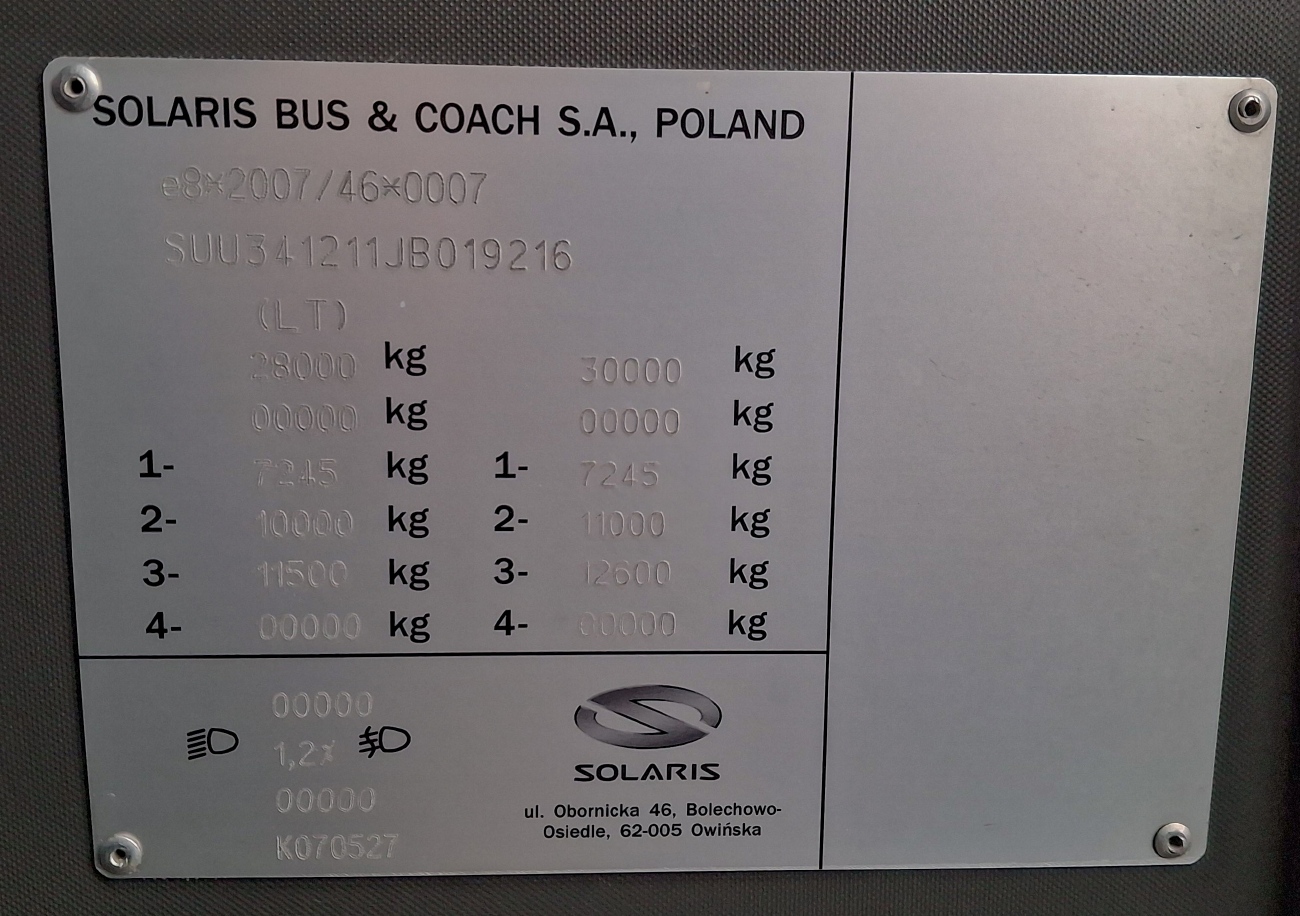 SOLARIS BUS & COACH S.A., POLAND
e8*2007/46*0007
SUU341211JB019216
(LT)
28000 kg 30000 kg
00000 kg 00000 kg
1- 7245 kg 1- 7245 kg
2- 10000 kg 2- 11000 kg
3- 11500 kg 3- 12600 kg
4- 00000 kg 4- 00000 kg
00000
1,2%
00000
K070527
SOLARIS
ul. Obornicka 46, Bolechowo-
Osiedle, 62-005 Owińska